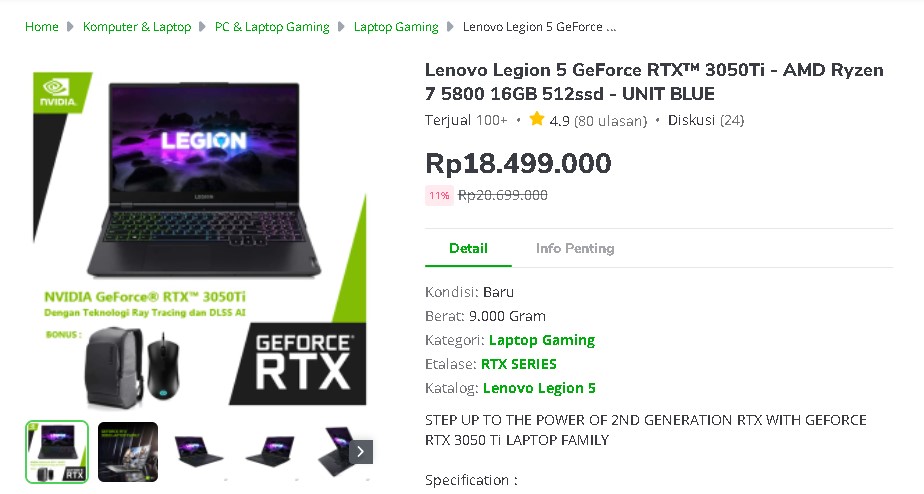 Home
Komputer & Laptop
PC & Laptop Gaming
Laptop Gaming
Lenovo Legion 5 GeForce ...
Lenovo Legion 5 GeForce RTX™ 3050Ti - AMD Ryzen
7 5800 16GB 512ssd - UNIT BLUE
Terjual 100+ • 4.9 (80 ulasan) • Diskusi (24)
Rp18.499.000
11% Rp20.699.000
Detail
Info Penting
Kondisi: Baru
Berat: 9.000 Gram
Kategori: Laptop Gaming
Etalase: RTX SERIES
Katalog: Lenovo Legion 5
STEP UP TO THE POWER OF 2ND GENERATION RTX WITH GEFORCE
RTX 3050 Ti LAPTOP FAMILY
Specification :
NVIDIA.
LEGION
LEGION
NVIDIA GeForce® RTX™ 3050Ti
Dengan Teknologi Ray Tracing dan DLSS AI
BONUS :
GEFORCE
RTX